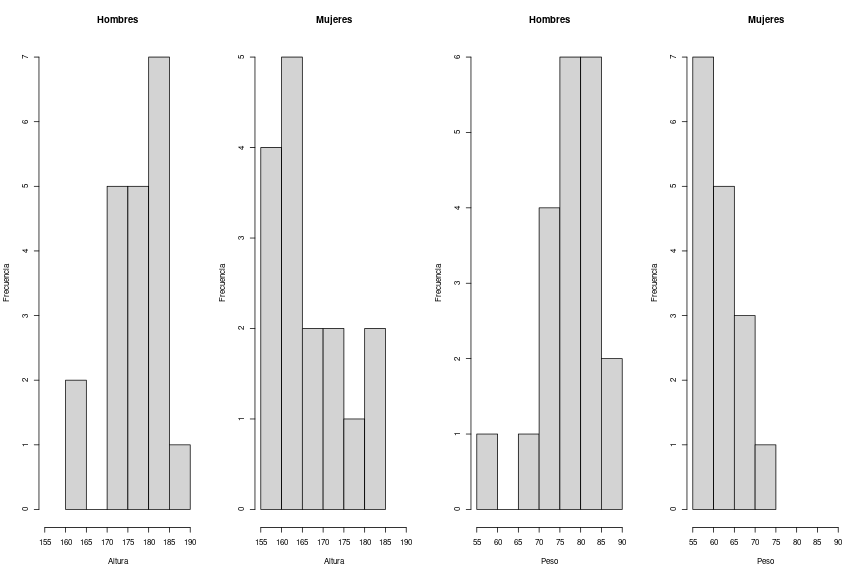 Hombres
Frecuencia
0 1 2 3 4 5 6 7
155 160 165 170 175 180 185 190
Altura
Mujeres
Frecuencia
0 1 2 3 4 5
155 160 165 170 175 180 185 190
Altura
Hombres
Frecuencia
0 1 2 3 4 5 6
55 60 65 70 75 80 85 90
Peso
Mujeres
Frecuencia
0 1 2 3 4 5 6 7
55 60 65 70 75 80 85 90
Peso